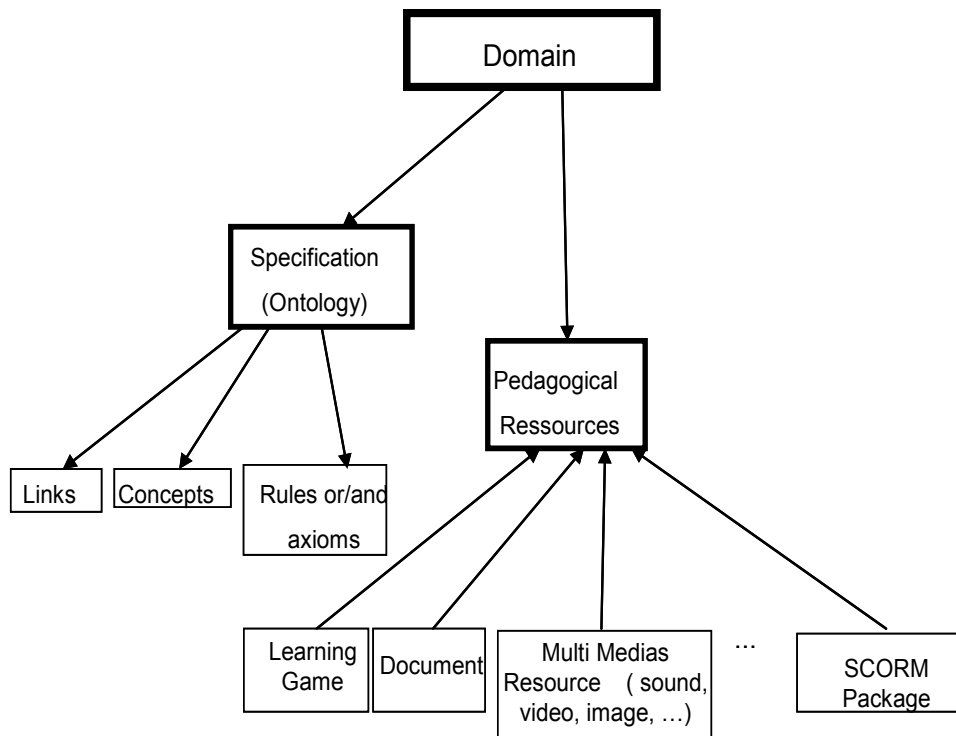 Domain
Specification
(Ontology)
Pedagogical
Ressources
Links
Concepts
Rules or/and
axioms
Learning
Game
Document
Multi Medias
Resource ( sound,
video, image, …)
...
SCORM
Package